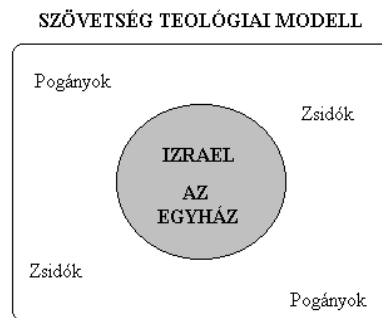 SZÖVETSÉG TEOLÓGIAI MODELL
Pogányok
Zsidók
IZRAEL
AZ
EGYHÁZ
Zsidók
Pogányok